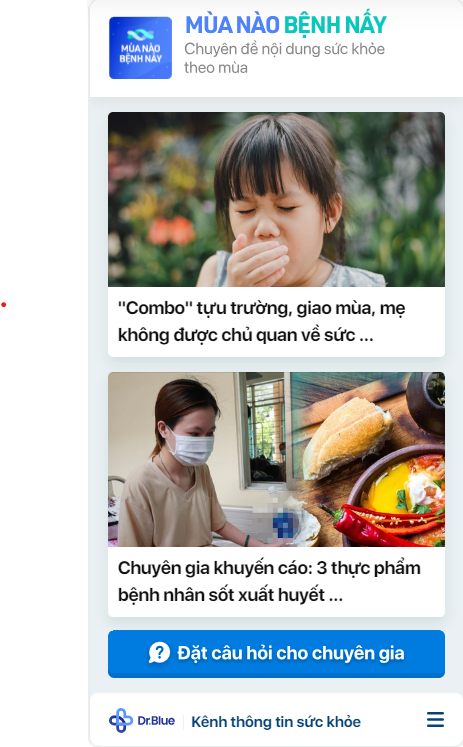 MÙA NÀO
BỆNH NẤY
MÙA NÀO BỆNH NẤY
Chuyên đề nội dung sức khỏe
theo mùa
"Combo" tựu trường, giao mùa, mẹ
không được chủ quan về sức ...
Chuyên gia khuyến cáo: 3 thực phẩm
bệnh nhân sốt xuất huyết ...
Đặt câu hỏi cho chuyên gia
Dr.Blue Kênh thông tin sức khỏe